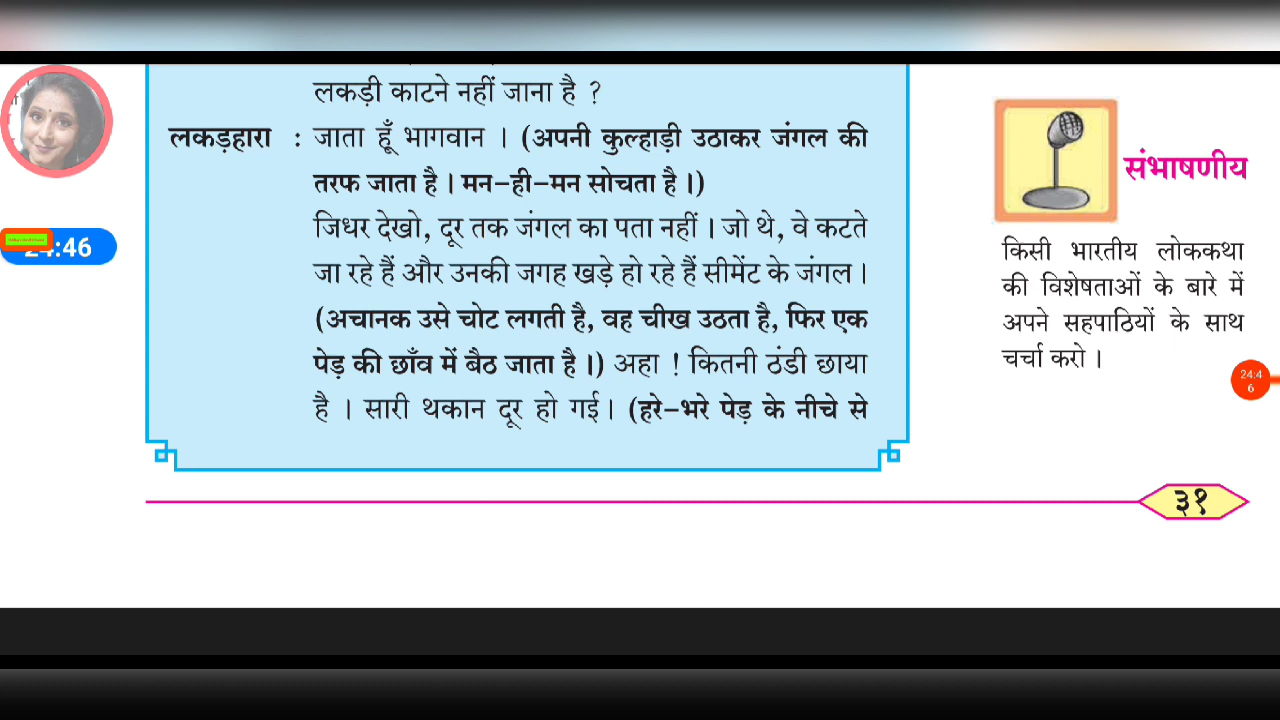 लकड़ी काटने नहीं जाना है ?
लकड़हारा : जाता हूँ भागवान । (अपनी कुल्हाड़ी उठाकर जंगल की
तरफ जाता है । मन-ही-मन सोचता है ।)
जिधर देखो, दूर तक जंगल का पता नहीं । जो थे, वे कटते
जा रहे हैं और उनकी जगह खड़े हो रहे हैं सीमेंट के जंगल ।
(अचानक उसे चोट लगती है, वह चीख उठता है, फिर एक
पेड़ की छाँव में बैठ जाता है ।) अहा ! कितनी ठंडी छाया
है । सारी थकान दूर हो गई । (हरे-भरे पेड़ के नीचे से
संभाषणीय
किसी भारतीय लोककथा
की विशेषताओं के बारे में
अपने सहपाठियों के साथ
चर्चा करो ।
३१
24:46
24:4
6